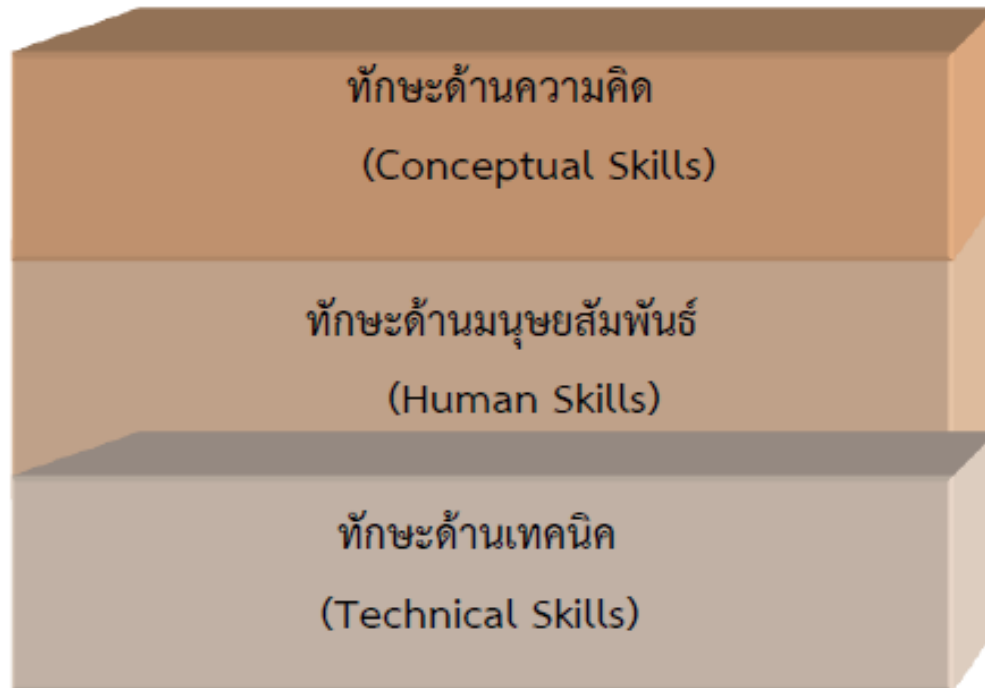 ทักษะด้านความคิด
(Conceptual Skills)
ทักษะด้านมนุษยสัมพันธ์
(Human Skills)
ทักษะด้านเทคนิค
(Technical Skills)